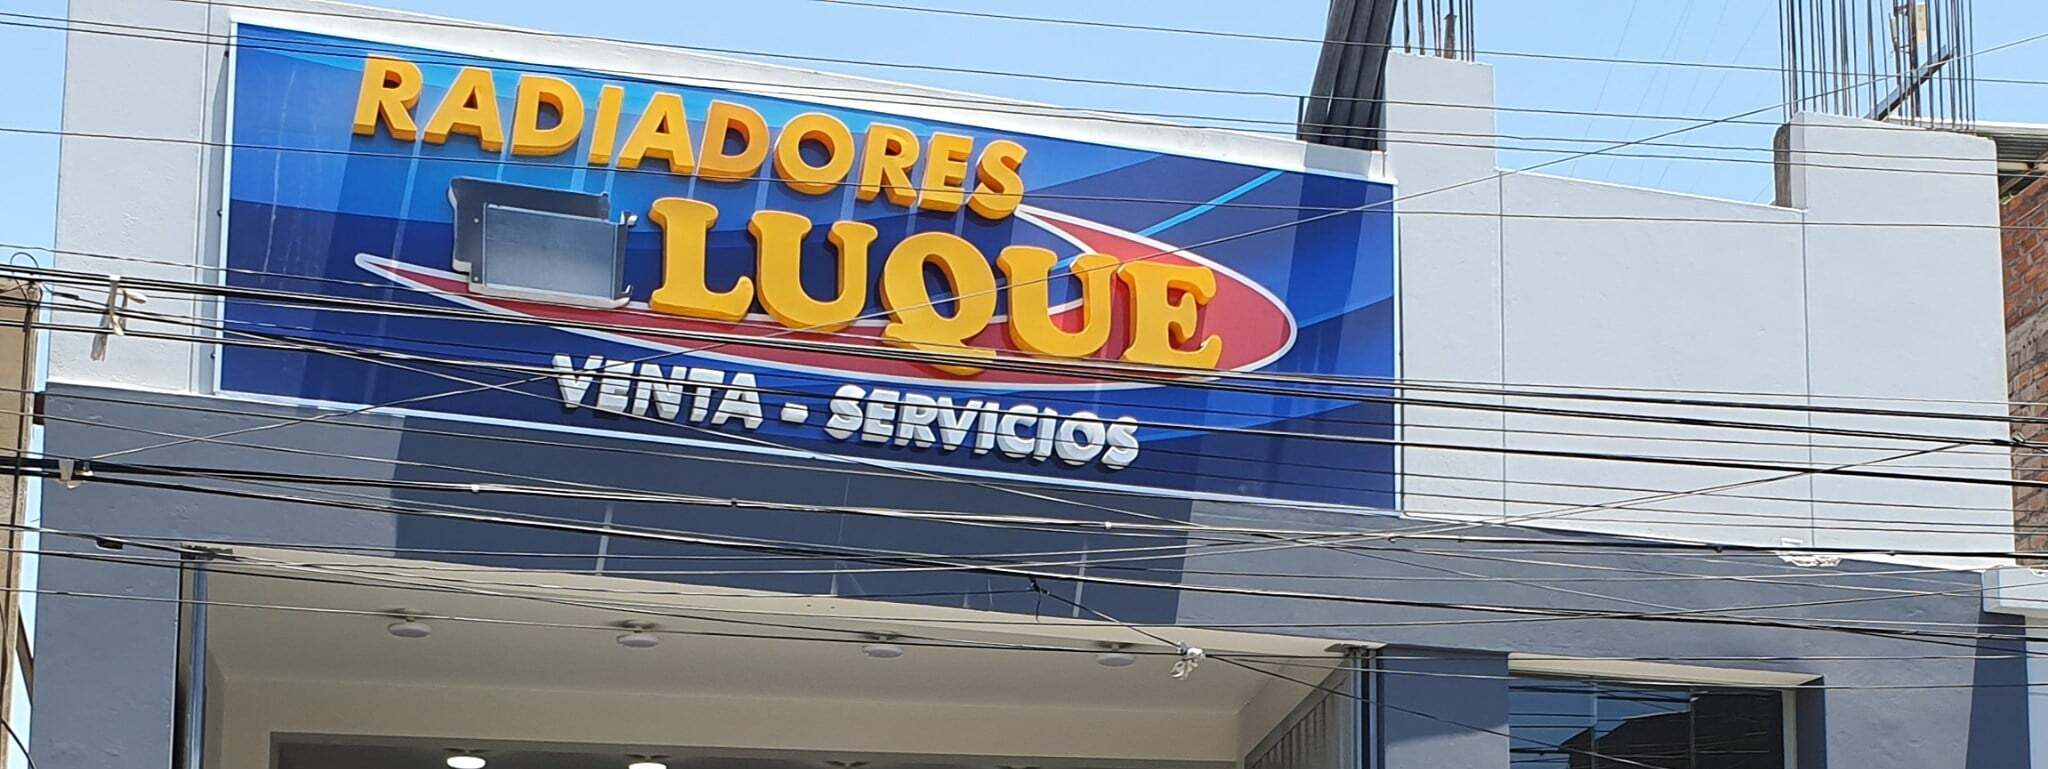 RADIADORES
LUQUE
VENTA - SERVICIOS